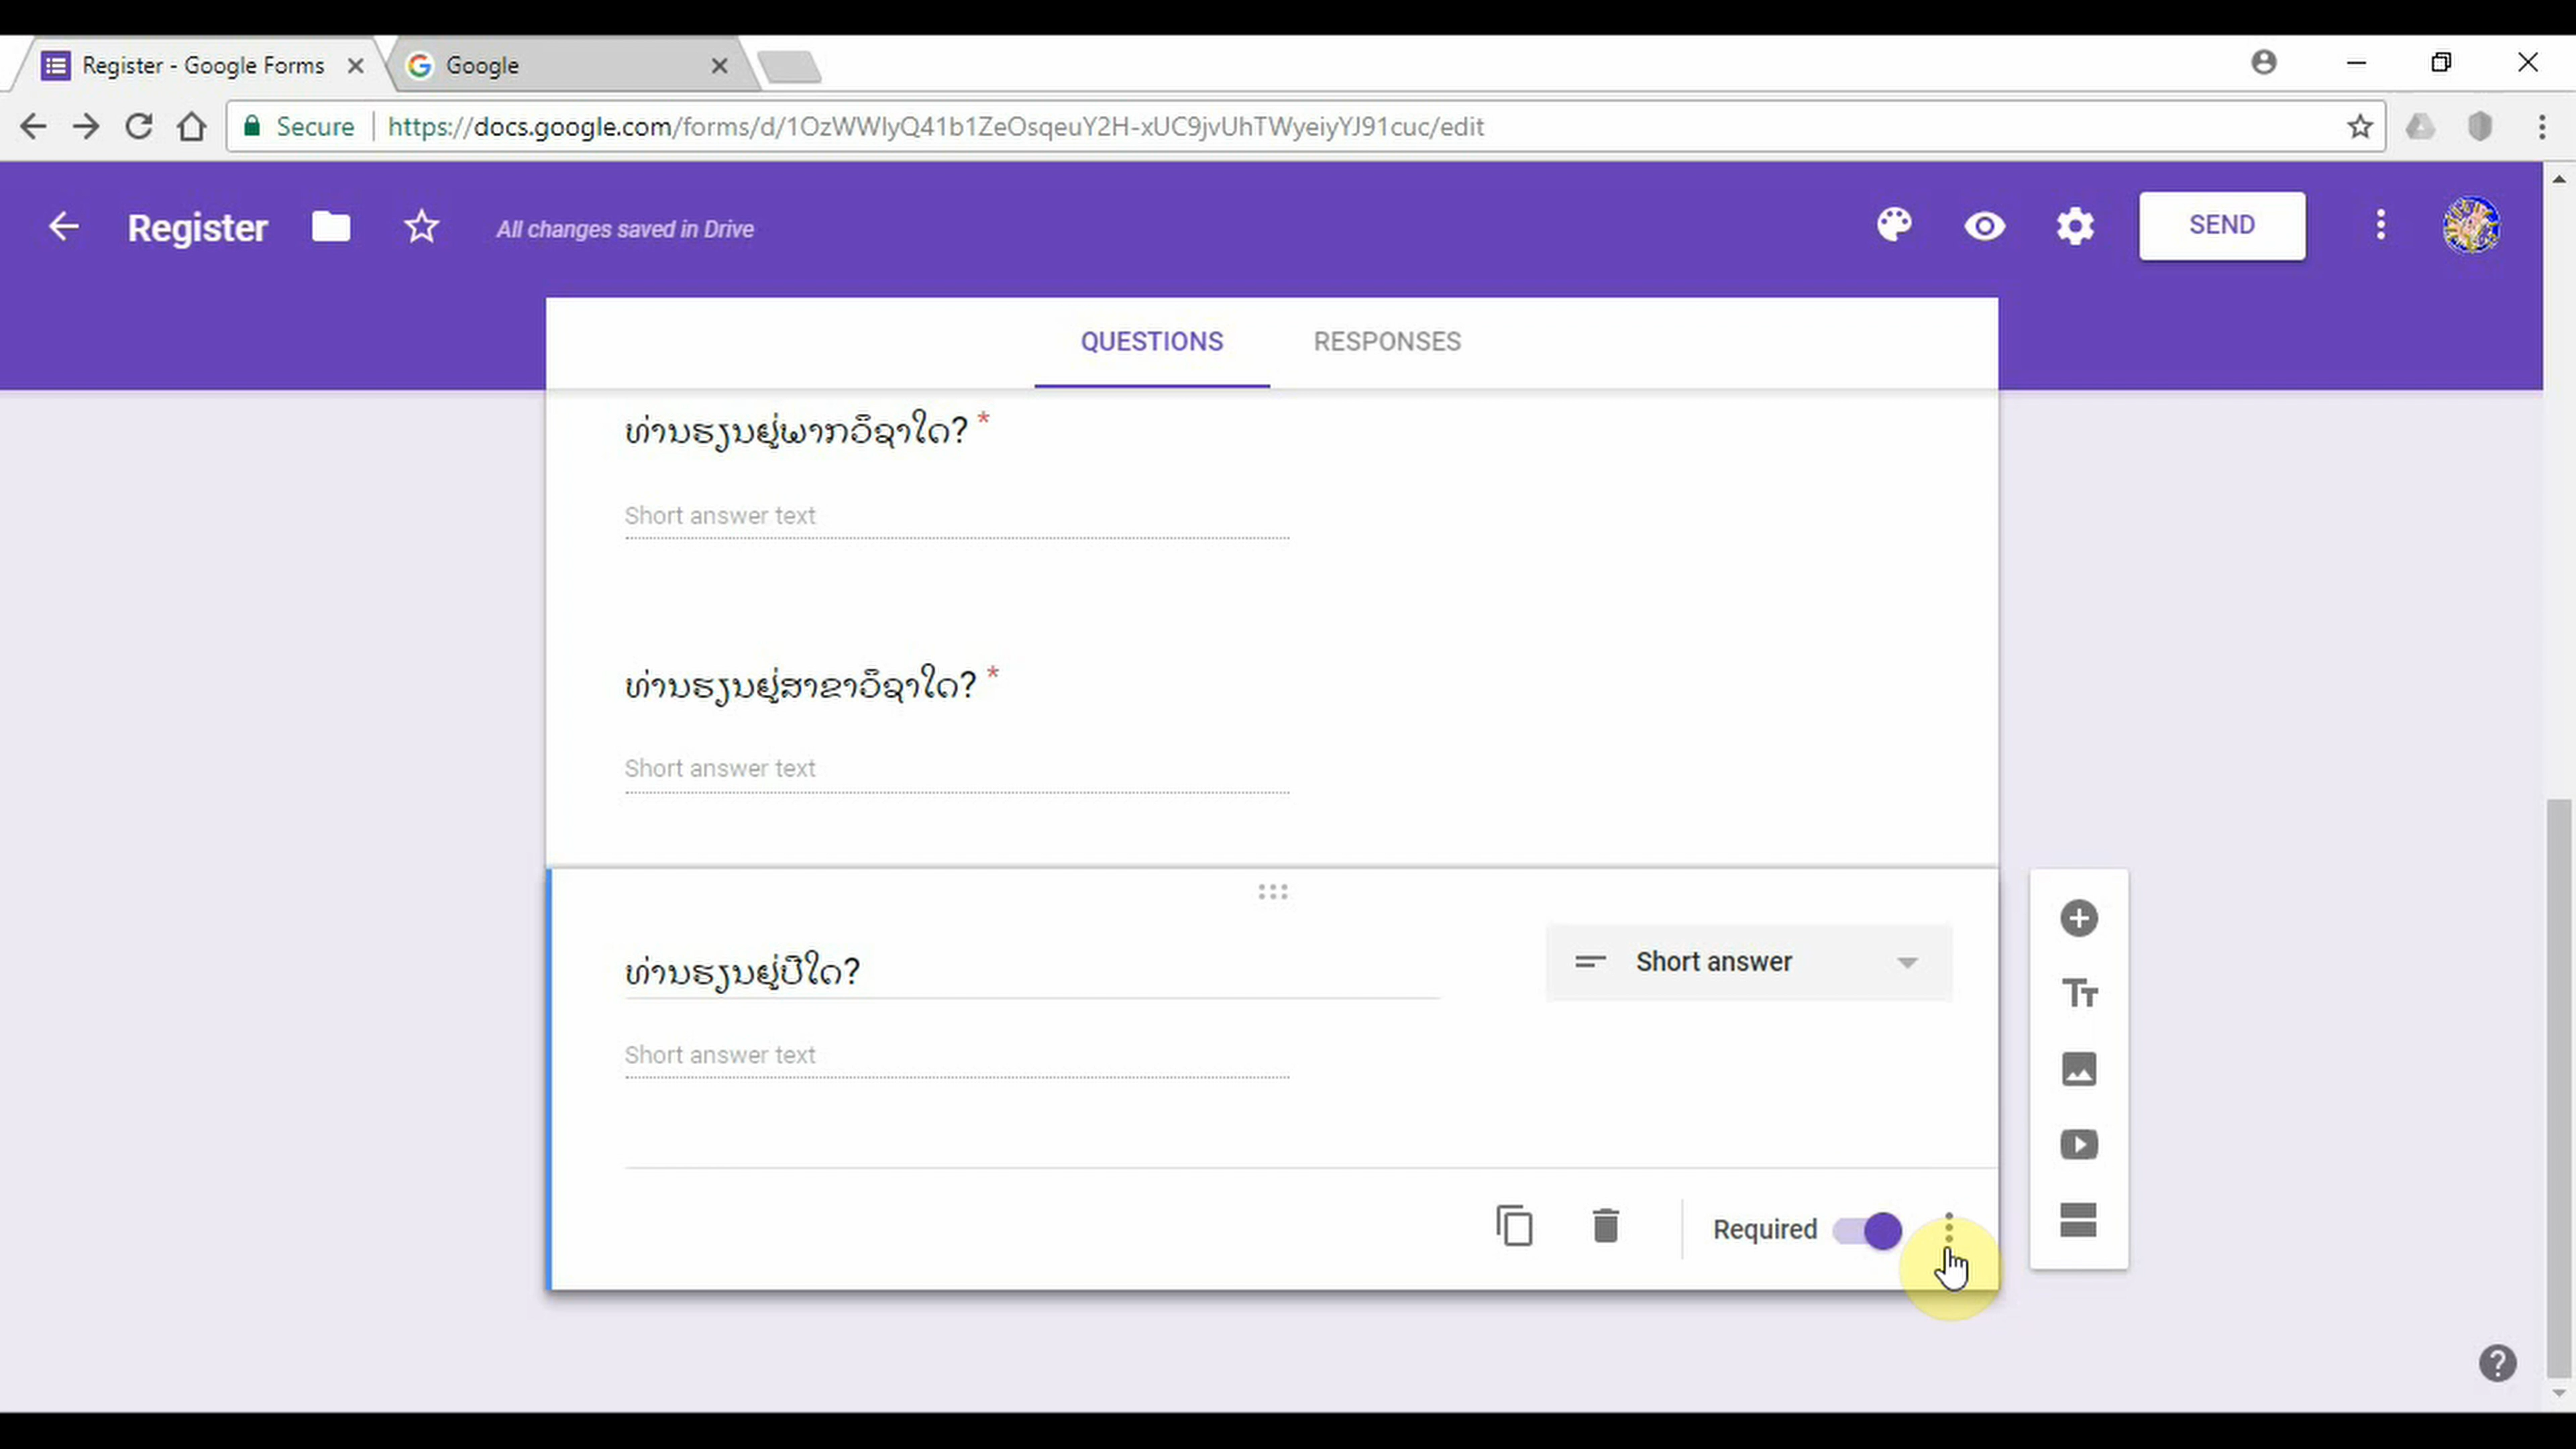 Register - Google Forms
Google
Secure
https://docs.google.com/forms/d/1OzWWlyQ41b1ZeOsqeuY2H-xUC9jvUhTWyeiyYJ91cuc/edit
Register
All changes saved in Drive
SEND
QUESTIONS
RESPONSES
ທ່ານຮຽນຢູ່ພາກວິຊາໃດ? *
Short answer text
ທ່ານຮຽນຢູ່ສາຂາວິຊາໃດ? *
Short answer text
ທ່ານຮຽນຢູ່ປີໃດ?
Short answer
Short answer text
Required